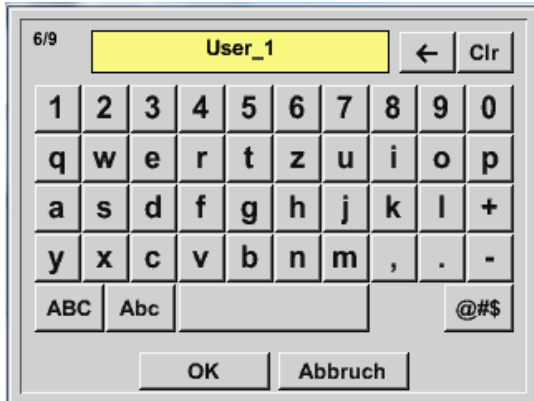 6/9 User_1 ← Clr
1 2 3 4 5 6 7 8 9 0
q w e r t z u i o p
a s d f g h j k l +
y x c v b n m , . -
ABC Abc @#$
OK Abbruch